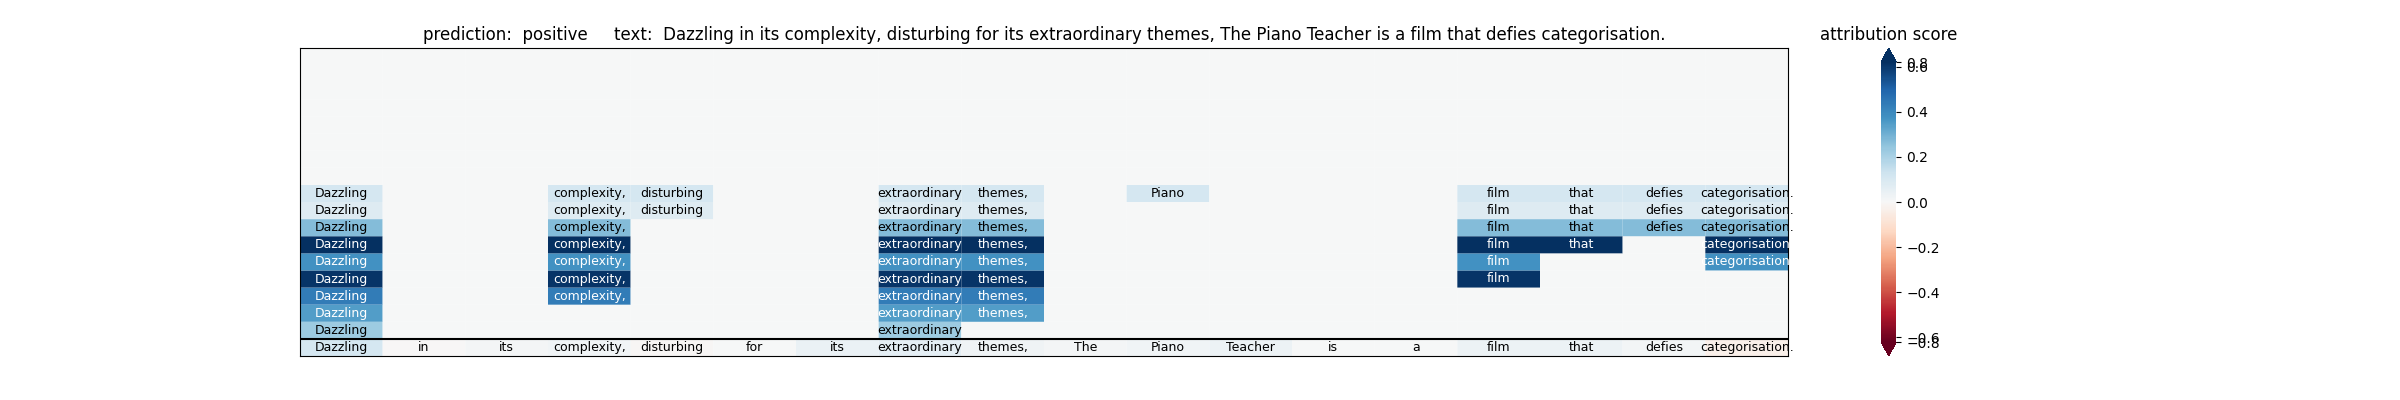 prediction:  positive     text:  Dazzling in its complexity, disturbing for its extraordinary themes, The Piano Teacher is a film that defies categorisation.
attribution score
0.8
0.6
0.4
0.2
0.0
−0.2
−0.4
−0.6
−0.8
Dazzling complexity, disturbing extraordinary themes, Piano film that defies categorisation.
Dazzling complexity, disturbing extraordinary themes, film that defies categorisation.
Dazzling complexity, extraordinary themes, film that defies categorisation.
Dazzling complexity, extraordinary themes, film that categorisation.
Dazzling complexity, extraordinary themes, film categorisation.
Dazzling complexity, extraordinary themes, film
Dazzling complexity, extraordinary themes,
Dazzling extraordinary themes,
Dazzling extraordinary
Dazzling in its complexity, disturbing for its extraordinary themes, The Piano Teacher is a film that defies categorisation.